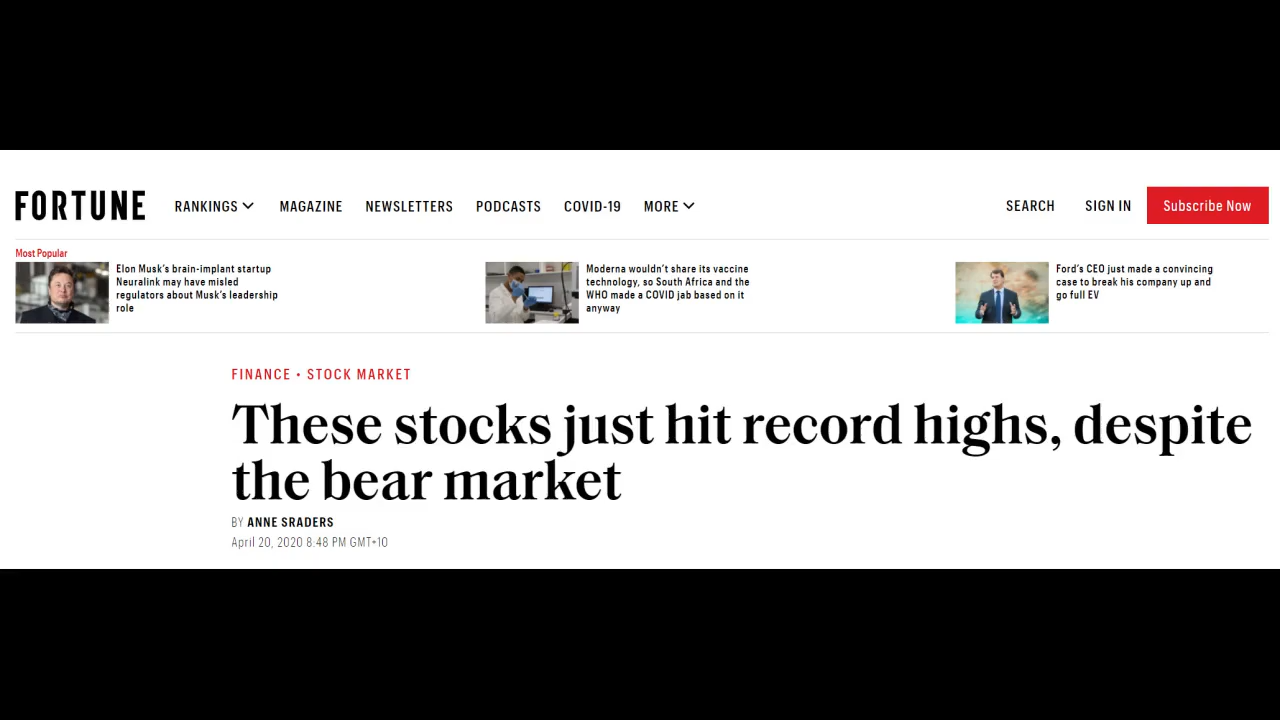 FORTUNE RANKINGS MAGAZINE NEWSLETTERS PODCASTS COVID-19 MORE SEARCH SIGN IN Subscribe Now
Most Popular
Elon Musk's brain-implant startup
Neuralink may have misled
regulators about Musk's leadership
role
Moderna wouldn't share its vaccine
technology, so South Africa and the
WHO made a COVID jab based on it
anyway
Ford's CEO just made a convincing
case to break his company up and
go full EV
FINANCE • STOCK MARKET
These stocks just hit record highs, despite
the bear market
BY ANNE SRADERS
April 20, 2020 8:48 PM GMT+10